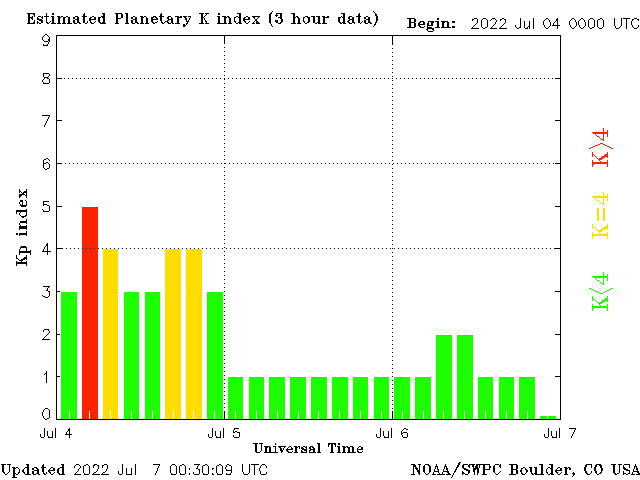 Estimated Planetary K index (3 hour data) Begin: 2022 Jul 04 0000 UTC
9
8
7
6
5
4
3
2
1
0
Kp index
K>4
K=4
K<4
Jul 4 Jul 5 Jul 6 Jul 7
Universal Time
Updated 2022 Jul 7 00:30:09 UTC NOAA/SWPC Boulder, CO USA